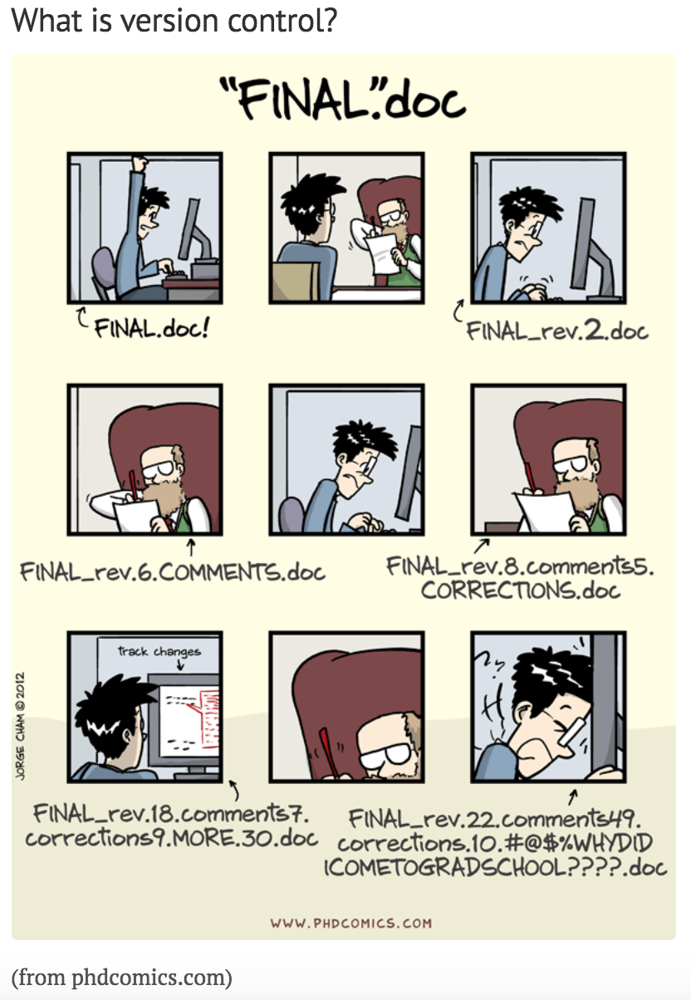 What is version control?
"FINAL".doc
FINAL.doc!
FINAL_rev.2.doc
FINAL_rev.6.COMMENTS.doc
FINAL_rev.8.comments5.
CORRECTIONS.doc
track changes
FINAL_rev.18.comments7.
corrections9.MORE.30.doc
FINAL_rev.22.comments49.
corrections.10.#@$%WHYDID
ICOMETOGRADSCHOOL????.doc
JORGE CHAM © 2012
WWW.PHDCOMICS.COM
(from phdcomics.com)